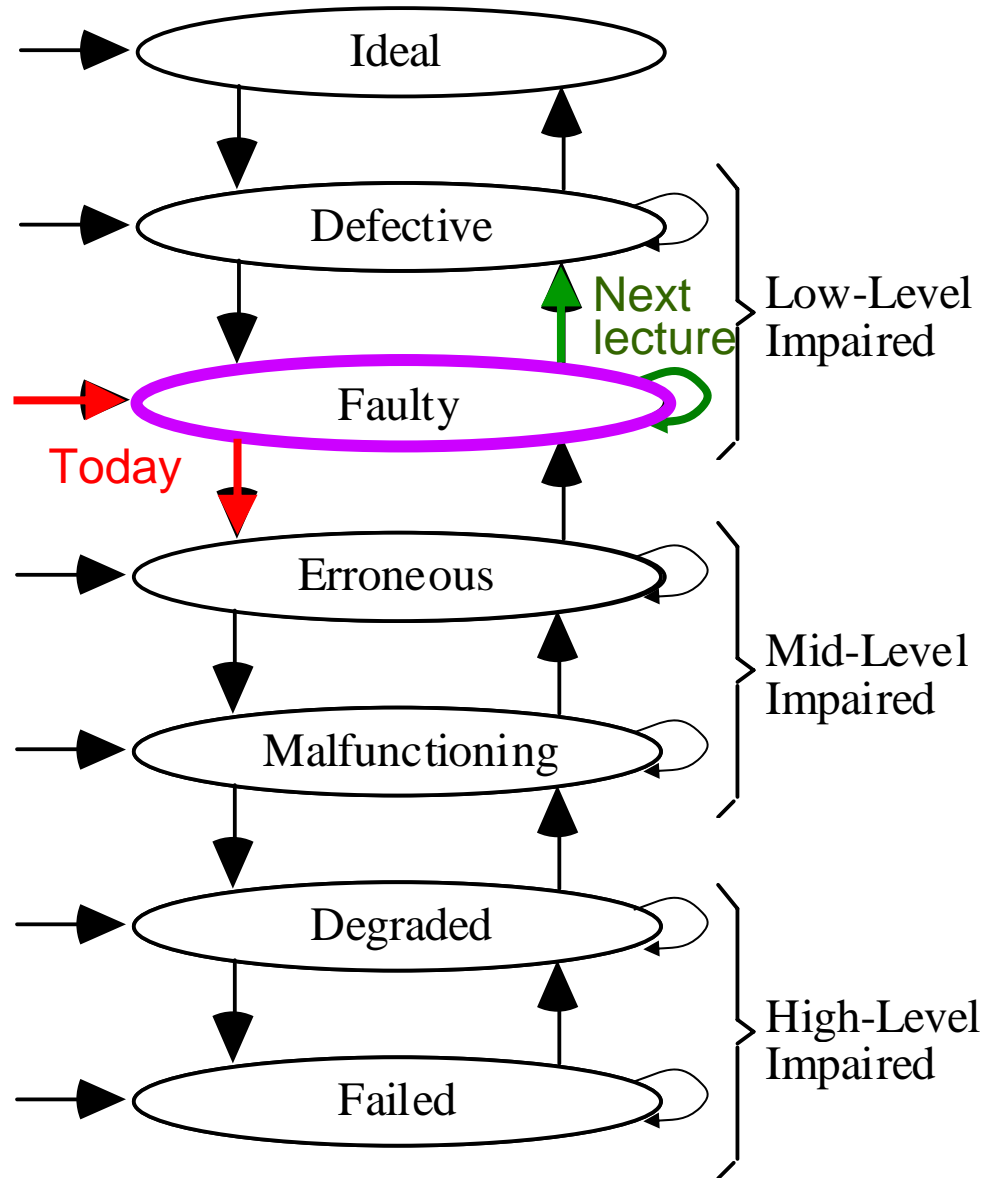 Ideal
Defective
Next
lecture
Low-Level
Impaired
Faulty
Today
Erroneous
Mid-Level
Impaired
Malfunctioning
Degraded
High-Level
Impaired
Failed